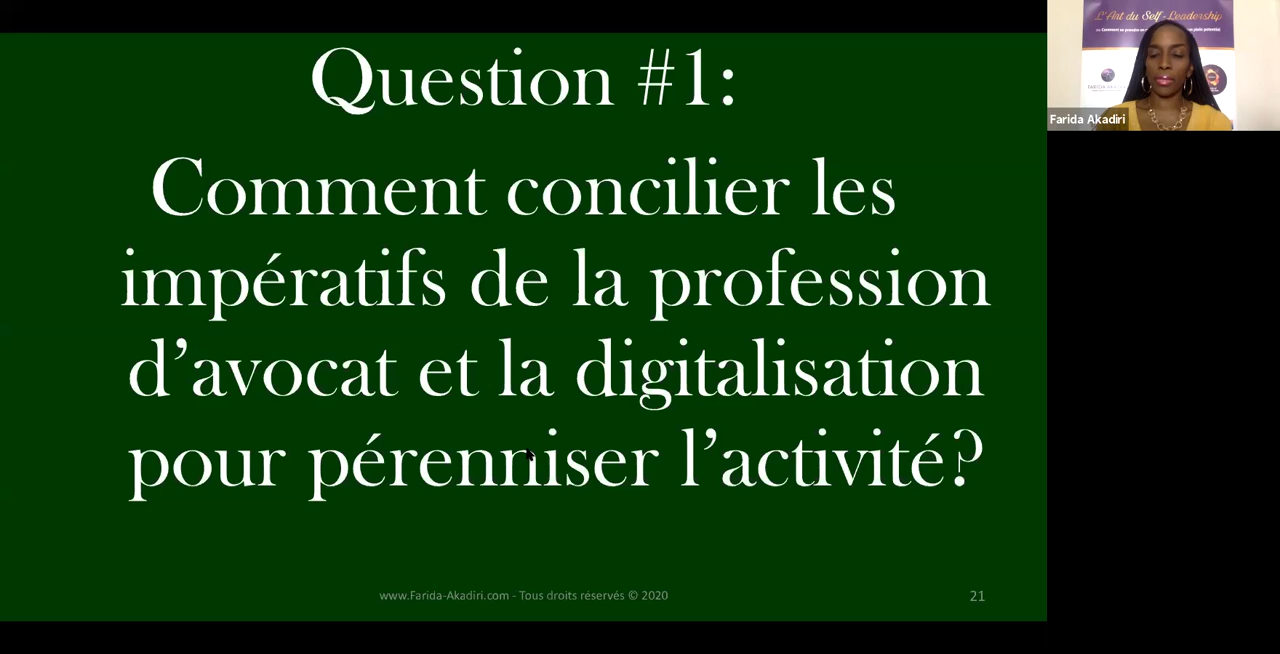 Question #1:
Comment concilier les
impératifs de la profession
d’avocat et la digitalisation
pour pérenniser l’activité?
www.Farida-Akadiri.com - Tous droits réservés © 2020
21
L'Art du Self-Leadership
Farida Akadiri